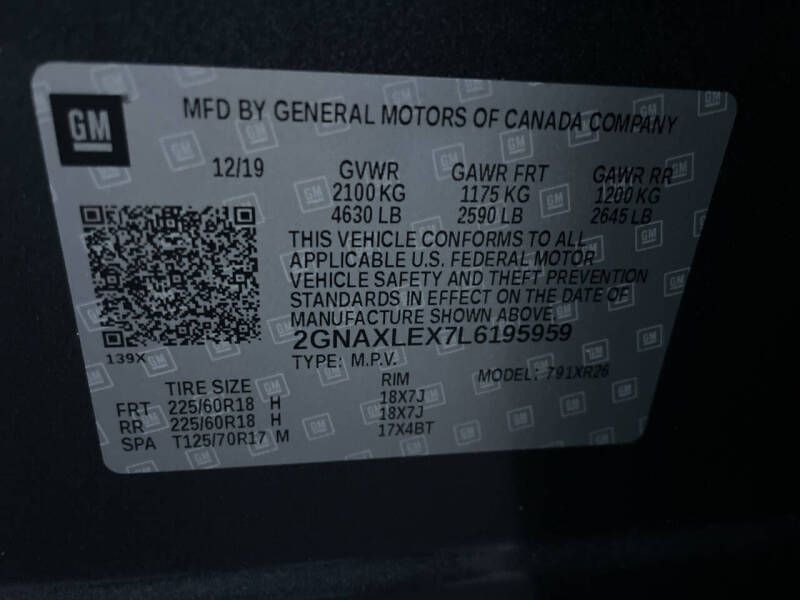 GM
MFD BY GENERAL MOTORS OF CANADA COMPANY
12/19 GVWR GAWR FRT GAWR RR
2100 KG 1175 KG 1200 KG
4630 LB 2590 LB 2645 LB
THIS VEHICLE CONFORMS TO ALL
APPLICABLE U.S. FEDERAL MOTOR
VEHICLE SAFETY AND THEFT PREVENTION
STANDARDS IN EFFECT ON THE DATE OF
MANUFACTURE SHOWN ABOVE.
2GNAXLEX7L6195959
139X
TYPE: M.P.V. MODEL: 791XR26
TIRE SIZE RIM
FRT 225/60R18 H 18X7J
RR 225/60R18 H 18X7J
SPA T125/70R17 M 17X4BT